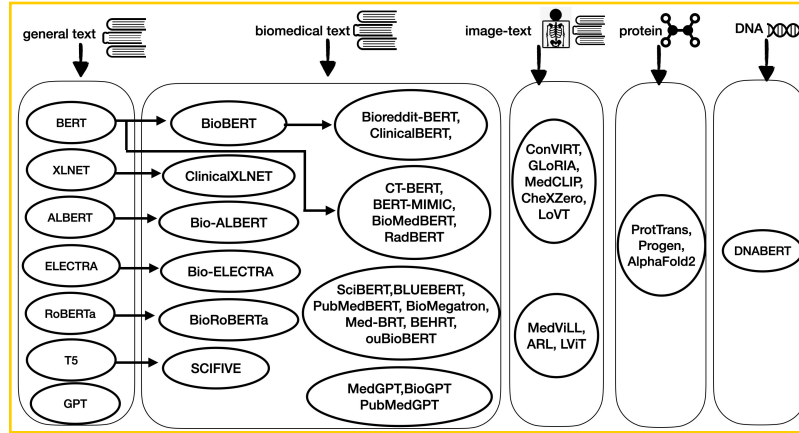 general text
biomedical text
image-text
protein
DNA
BERT
XLNET
ALBERT
ELECTRA
RoBERTa
T5
GPT
BioBERT
ClinicalXLNET
Bio-ALBERT
Bio-ELECTRA
BioRoBERTa
SCIFIVE
Bioreddit-BERT,
ClinicalBERT,
CT-BERT,
BERT-MIMIC,
BioMedBERT,
RadBERT
SciBERT,BLUEBERT,
PubMedBERT, BioMegatron,
Med-BRT, BEHRT,
ouBioBERT
MedGPT,BioGPT
PubMedGPT
ConVIRT,
GLoRIA,
MedCLIP,
CheXZero,
LoVT
MedViLL,
ARL, LViT
ProtTrans,
Progen,
AlphaFold2
DNABERT